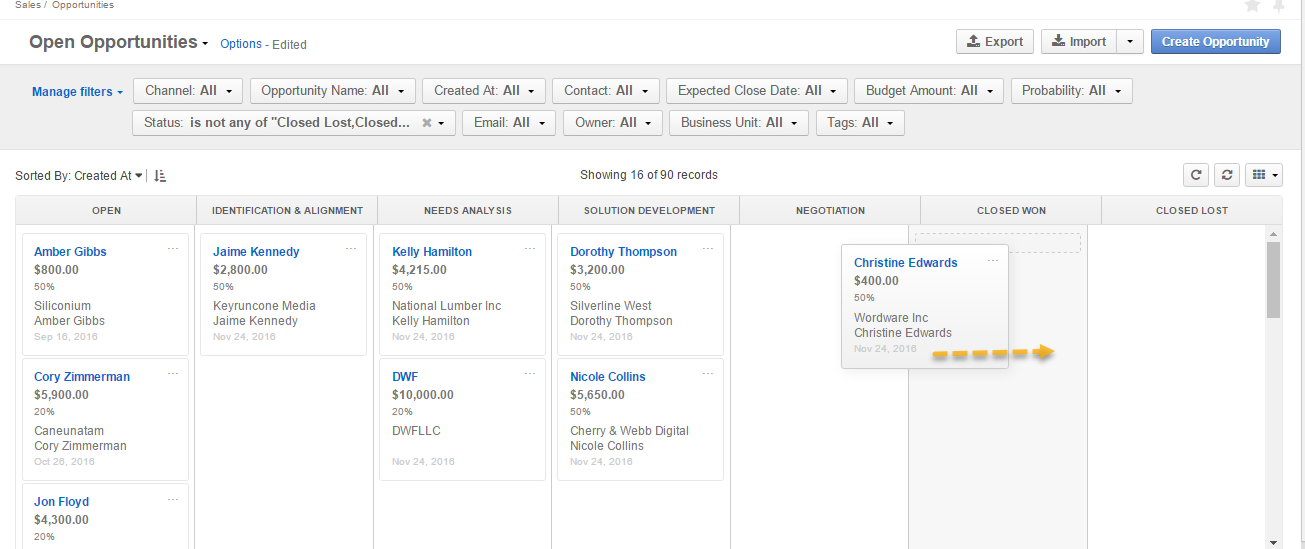 Sales / Opportunities
Open Opportunities Options - Edited Export Import Create Opportunity
Manage filters Channel: All Opportunity Name: All Created At: All Contact: All Expected Close Date: All Budget Amount: All Probability: All
Status: is not any of "Closed Lost,Closed... Email: All Owner: All Business Unit: All Tags: All
Sorted By: Created At Showing 16 of 90 records
OPEN IDENTIFICATION & ALIGNMENT NEEDS ANALYSIS SOLUTION DEVELOPMENT NEGOTIATION CLOSED WON CLOSED LOST
Amber Gibbs
$800.00
50%
Siliconium
Amber Gibbs
Sep 16, 2016
Cory Zimmerman
$5,900.00
20%
Caneunatam
Cory Zimmerman
Oct 26, 2016
Jon Floyd
$4,300.00
20%
Jaime Kennedy
$2,800.00
50%
Keyruncone Media
Jaime Kennedy
Nov 24, 2016
Kelly Hamilton
$4,215.00
50%
National Lumber Inc
Kelly Hamilton
Nov 24, 2016
DWF
$10,000.00
20%
DWFLLC
Nov 24, 2016
Dorothy Thompson
$3,200.00
50%
Silverline West
Dorothy Thompson
Nov 24, 2016
Nicole Collins
$5,650.00
50%
Cherry & Webb Digital
Nicole Collins
Nov 24, 2016
Christine Edwards
$400.00
50%
Wordware Inc
Christine Edwards
Nov 24, 2016